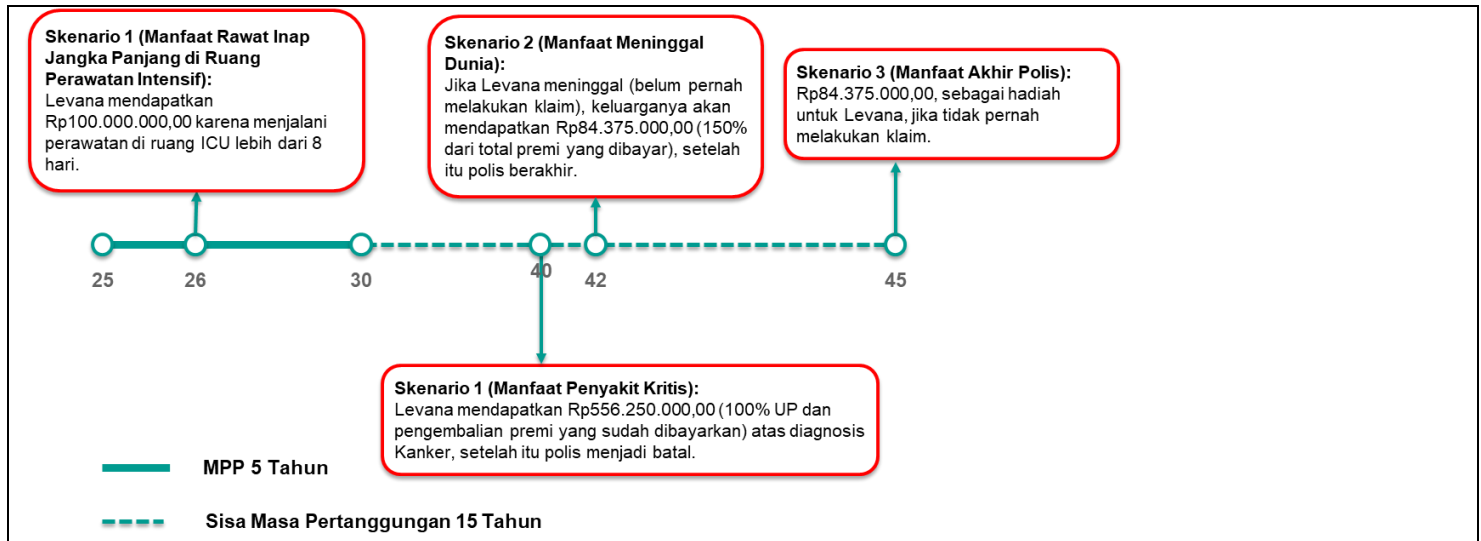 Skenario 1 (Manfaat Rawat Inap
Jangka Panjang di Ruang
Perawatan Intensif):
Levana mendapatkan
Rp100.000.000,00 karena menjalani
perawatan di ruang ICU lebih dari 8
hari.
Skenario 2 (Manfaat Meninggal
Dunia):
Jika Levana meninggal (belum pernah
melakukan klaim), keluarganya akan
mendapatkan Rp84.375.000,00 (150%
dari total premi yang dibayar), setelah
itu polis berakhir.
Skenario 3 (Manfaat Akhir Polis):
Rp84.375.000,00, sebagai hadiah
untuk Levana, jika tidak pernah
melakukan klaim.
25 26 30 40 42 45
Skenario 1 (Manfaat Penyakit Kritis):
Levana mendapatkan Rp556.250.000,00 (100% UP dan
pengembalian premi yang sudah dibayarkan) atas diagnosis
Kanker, setelah itu polis menjadi batal.
MPP 5 Tahun
Sisa Masa Pertanggungan 15 Tahun